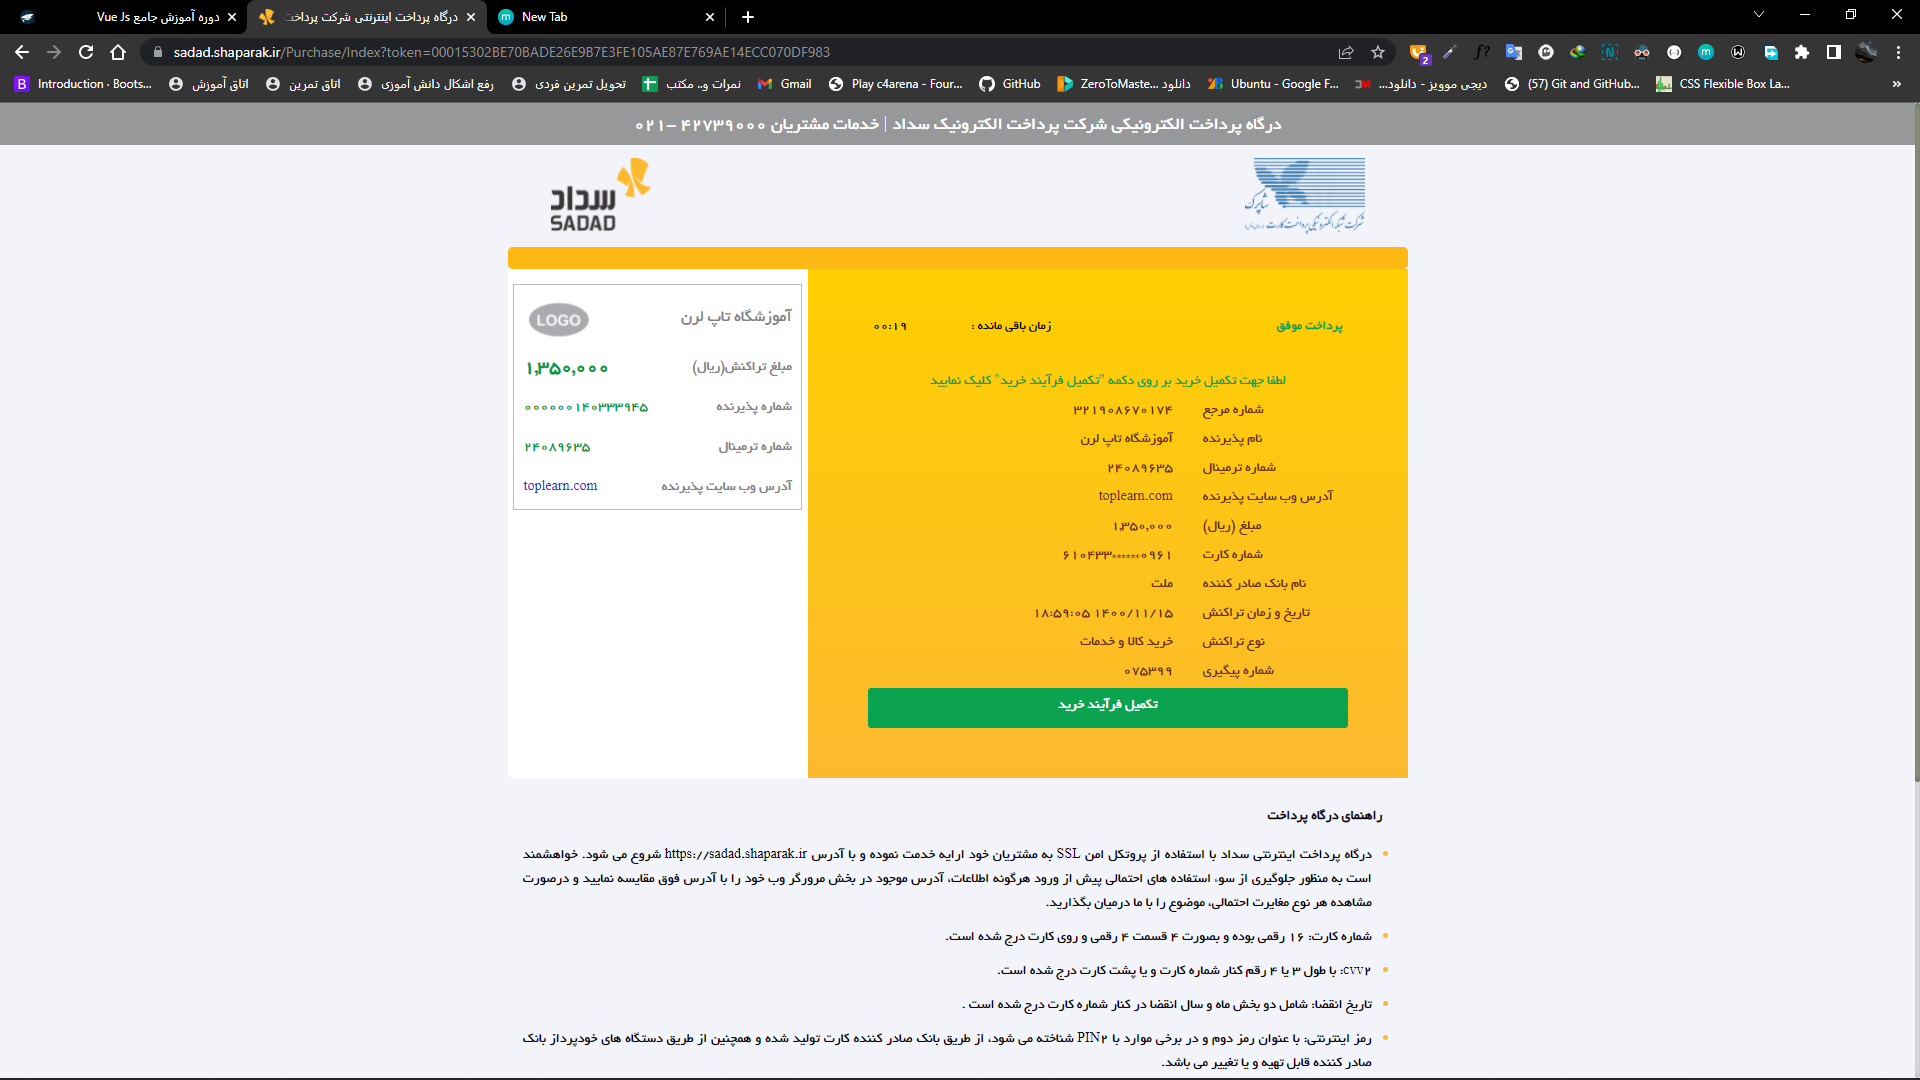 دوره آموزش جامع Vue Js
درگاه پرداخت اینترنتی شرکت پرداخت
New Tab
sadad.shaparak.ir/Purchase/Index?token=00015302BE70BADE26E9B7E3FE105AE87E769AE14ECC070DF983
2
Introduction · Boots...
اتاق آموزش
اتاق تمرین
رفع اشکال دانش آموزی
تحویل تمرین فردی
نمرات و.. مکتب
Gmail
Play c4arena - Four...
GitHub
ZeroToMaste... دانلود
Ubuntu - Google F...
دیجی موویز - دانلود...
(57) Git and GitHub...
CSS Flexible Box La...
»
درگاه پرداخت الکترونیکی شرکت پرداخت الکترونیک سداد | خدمات مشتریان ۴۲۷۳۹۰۰۰ –۰۲۱
شاپرک
شرکت شبکه الکترونیکی پرداخت کارت
سداد
SADAD
پرداخت موفق
زمان باقی مانده :
۰۰:۱۹
لطفا جهت تکمیل خرید بر روی دکمه "تکمیل فرآیند خرید" کلیک نمایید
شماره مرجع ۳۲۱۹۰۸۶۷۰۱۷۴
نام پذیرنده آموزشگاه تاپ لرن
شماره ترمینال ۲۴۰۸۹۶۳۵
آدرس وب سایت پذیرنده toplearn.com
مبلغ (ریال) ۱,۳۵۰,۰۰۰
شماره کارت ۶۱۰۴۳۳******۰۹۶۱
نام بانک صادر کننده ملت
تاریخ و زمان تراکنش ۱۴۰۰/۱۱/۱۵ ۱۸:۵۹:۰۵
نوع تراکنش خرید کالا و خدمات
شماره پیگیری ۰۷۵۳۹۹
تکمیل فرآیند خرید
آموزشگاه تاپ لرن
LOGO
مبلغ تراکنش(ریال) ۱,۳۵۰,۰۰۰
شماره پذیرنده ۰۰۰۰۰۰۱۴۰۳۳۳۹۴۵
شماره ترمینال ۲۴۰۸۹۶۳۵
آدرس وب سایت پذیرنده toplearn.com
راهنمای درگاه پرداخت
درگاه پرداخت اینترنتی سداد با استفاده از پروتکل امن SSL به مشتریان خود ارایه خدمت نموده و با آدرس https://sadad.shaparak.ir شروع می شود. خواهشمند
است به منظور جلوگیری از سوء استفاده های احتمالی پیش از ورود هرگونه اطلاعات، آدرس موجود در بخش مرورگر وب خود را با آدرس فوق مقایسه نمایید و درصورت
مشاهده هر نوع مغایرت احتمالی، موضوع را با ما درمیان بگذارید.
شماره کارت: ۱۶ رقمی بوده و بصورت ۴ قسمت ۴ رقمی و روی کارت درج شده است.
cvv۲: با طول ۳ یا ۴ رقم کنار شماره کارت و یا پشت کارت درج شده است.
تاریخ انقضا: شامل دو بخش ماه و سال انقضا در کنار شماره کارت درج شده است .
رمز اینترنتی: با عنوان رمز دوم و در برخی موارد با PIN۲ شناخته می شود، از طریق بانک صادر کننده کارت تولید شده و همچنین از طریق دستگاه های خودپرداز بانک
صادر کننده قابل تهیه و یا تغییر می باشد.